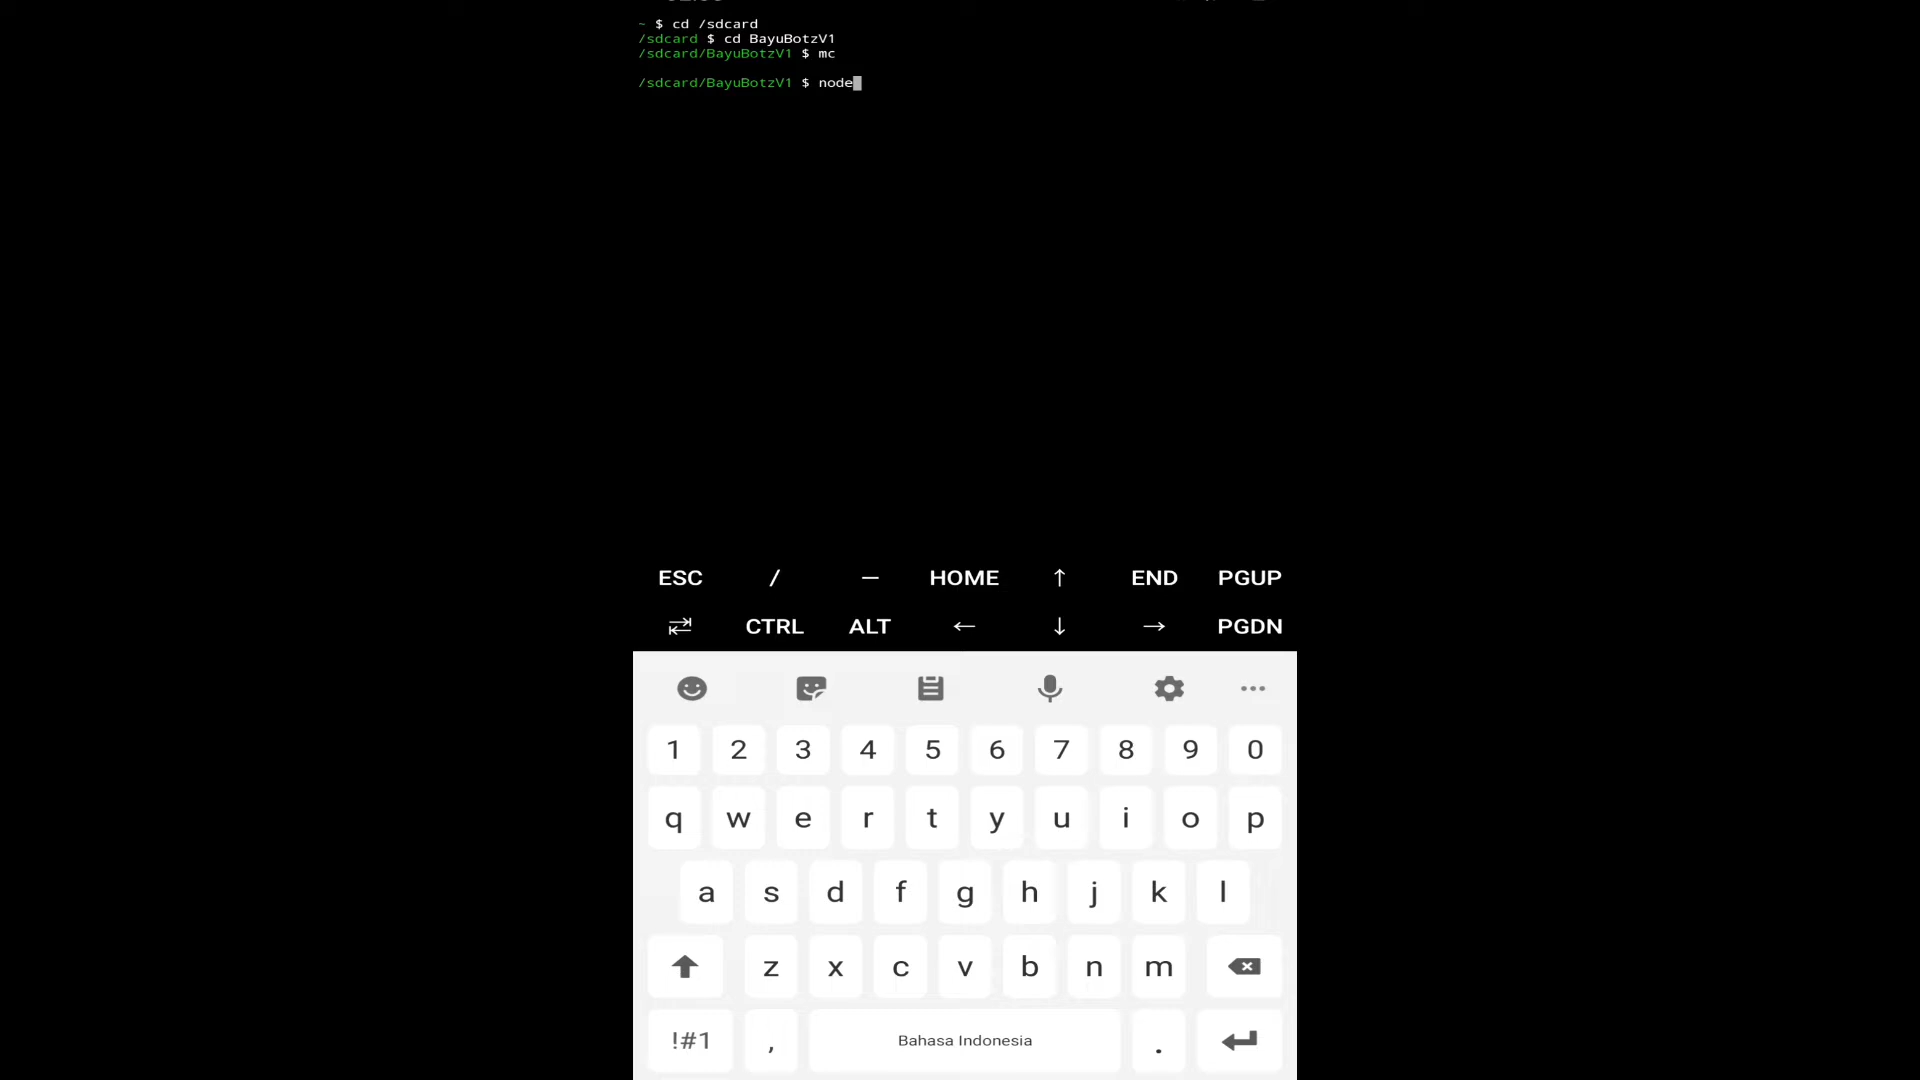 ~ $ cd /sdcard
/sdcard $ cd BayuBotzV1
/sdcard/BayuBotzV1 $ mc
/sdcard/BayuBotzV1 $ node
ESC / — HOME ↑ END PGUP
⇄ CTRL ALT ← ↓ → PGDN
1 2 3 4 5 6 7 8 9 0
q w e r t y u i o p
a s d f g h j k l
z x c v b n m
!#1 , Bahasa Indonesia .